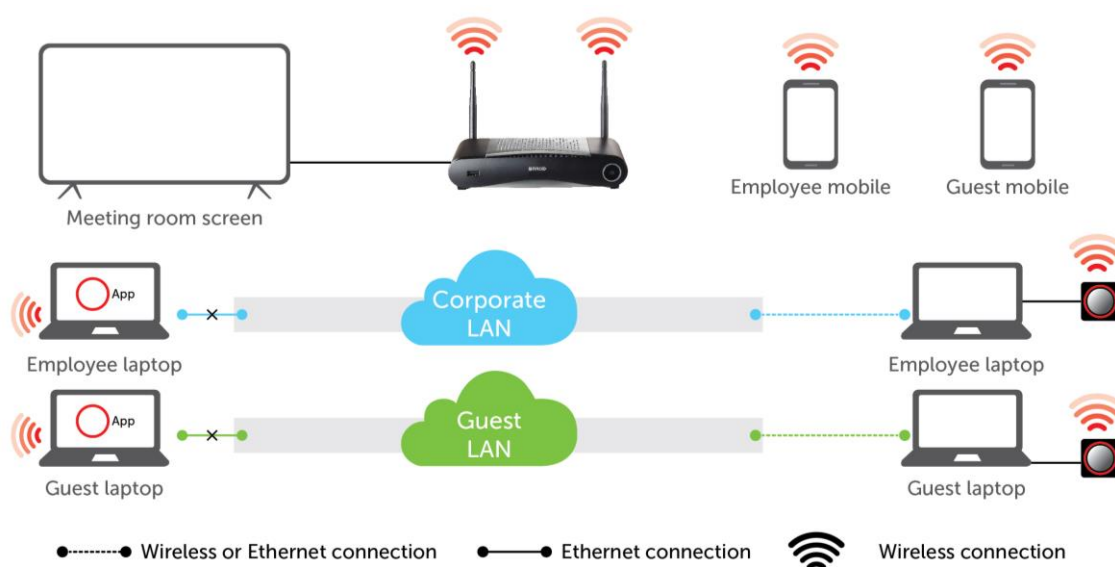 Meeting room screen
Employee mobile
Guest mobile
App
Corporate
LAN
Employee laptop
Employee laptop
App
Guest
LAN
Guest laptop
Guest laptop
Wireless or Ethernet connection
Ethernet connection
Wireless connection